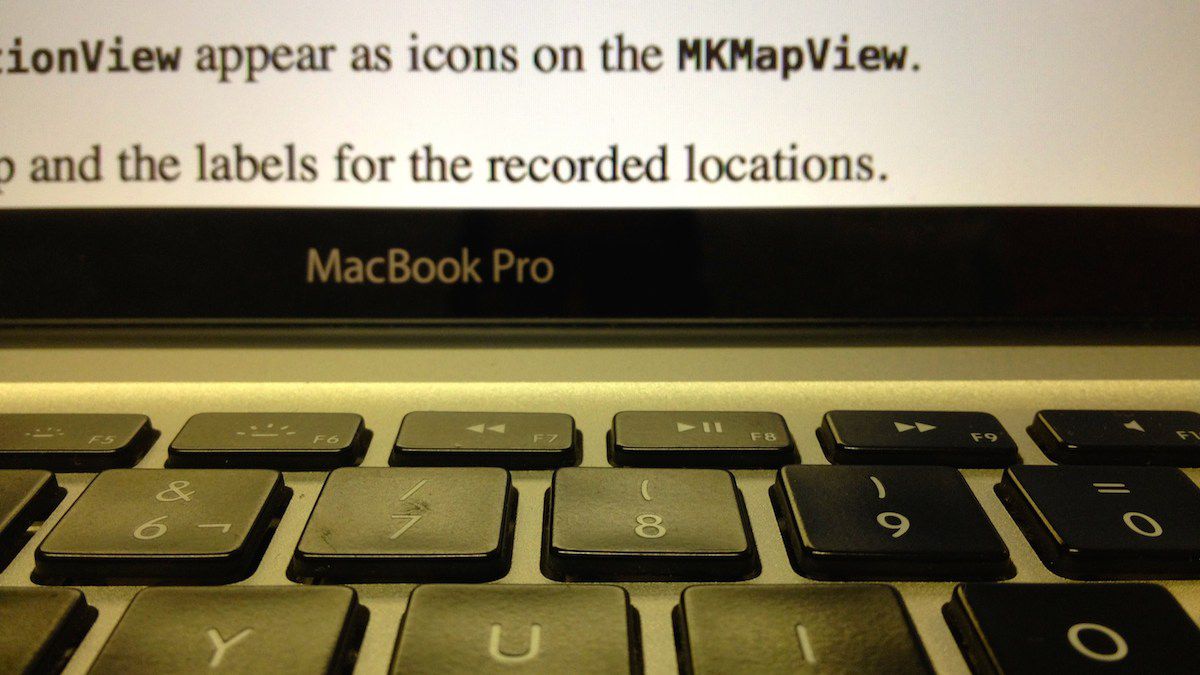 tionView appear as icons on the MKMapView.
and the labels for the recorded locations.
MacBook Pro
F5 F6 F7 F8 F9
& / ( ) =
6 ¬ 7 8 9 0
Y U I O